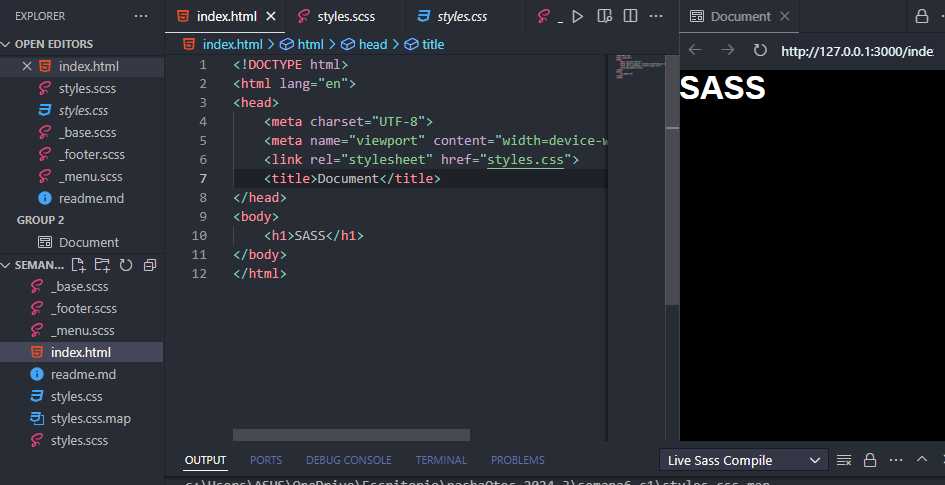 EXPLORER
OPEN EDITORS
index.html
styles.scss
styles.css
_base.scss
_footer.scss
_menu.scss
readme.md
GROUP 2
Document
SEMAN...
_base.scss
_footer.scss
_menu.scss
index.html
readme.md
styles.css
styles.css.map
styles.scss
index.html
styles.scss
styles.css
index.html > html > head > title
1 <!DOCTYPE html>
2 <html lang="en">
3 <head>
4 <meta charset="UTF-8">
5 <meta name="viewport" content="width=device-w
6 <link rel="stylesheet" href="styles.css">
7 <title>Document</title>
8 </head>
9 <body>
10 <h1>SASS</h1>
11 </body>
12 </html>
Document
http://127.0.0.1:3000/inde
SASS
OUTPUT PORTS DEBUG CONSOLE TERMINAL PROBLEMS
Live Sass Compile